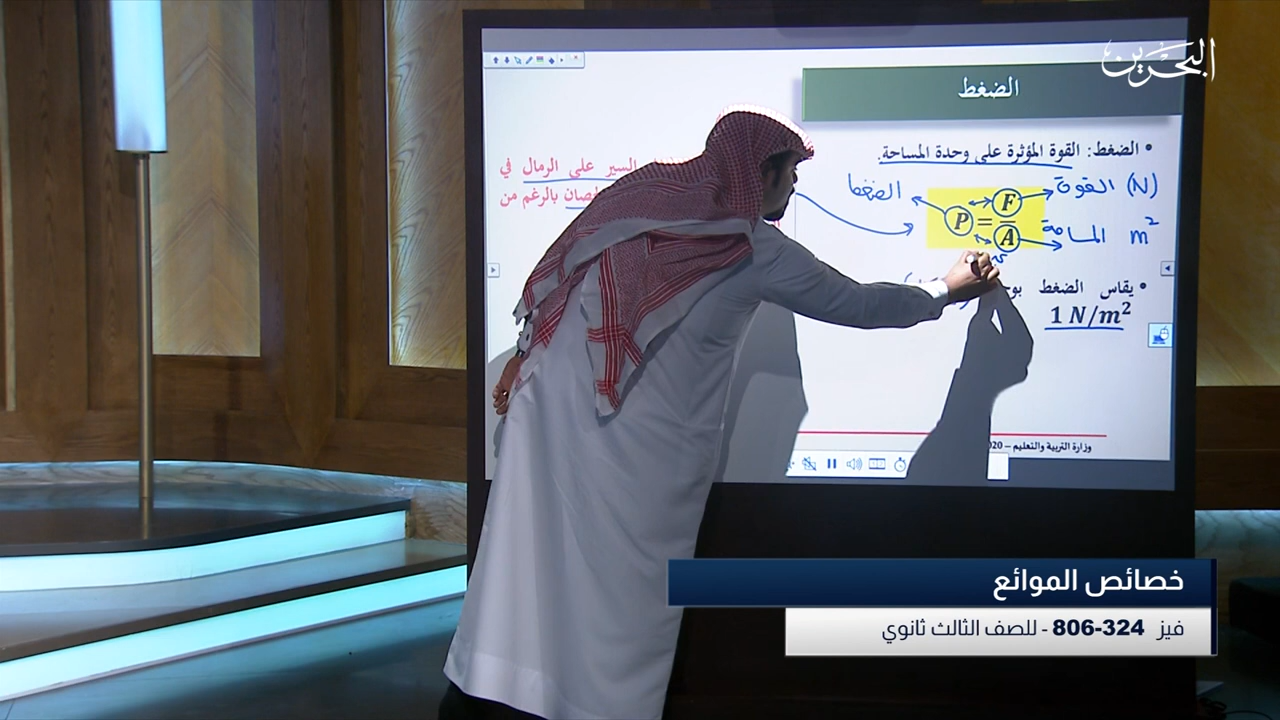 البحرين
الضغط
• الضغط: القوة المؤثرة على وحدة المساحة.
السير على الرمال في
بالرغم من
الضغط
القوة (N)
P = F/A
المساحة m²
• يقاس الضغط
1 N/m²
وزارة التربية والتعليم –
خصائص الموائع
فيز 324-806 - للصف الثالث ثانوي